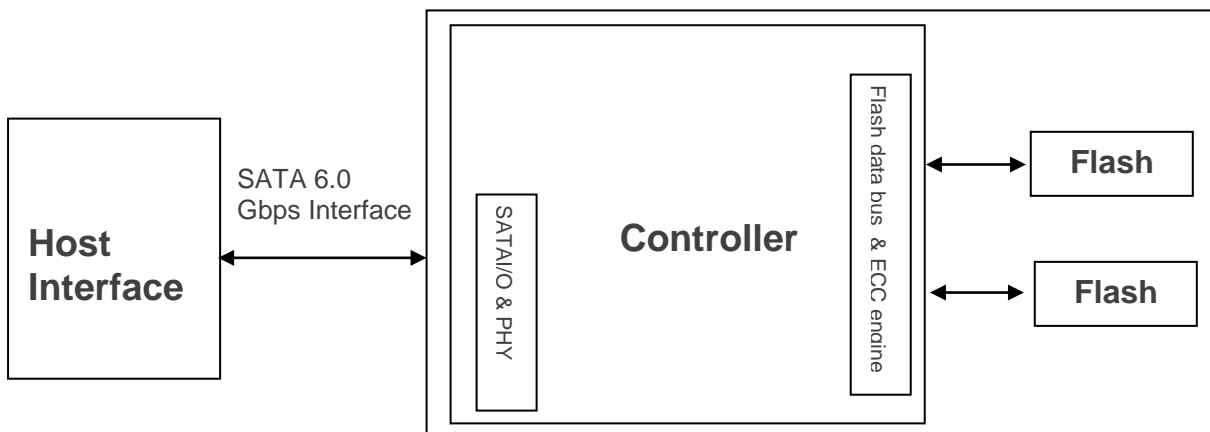 Host
Interface
SATA 6.0
Gbps Interface
SATAI/O & PHY
Controller
Flash data bus & ECC engine
Flash
Flash